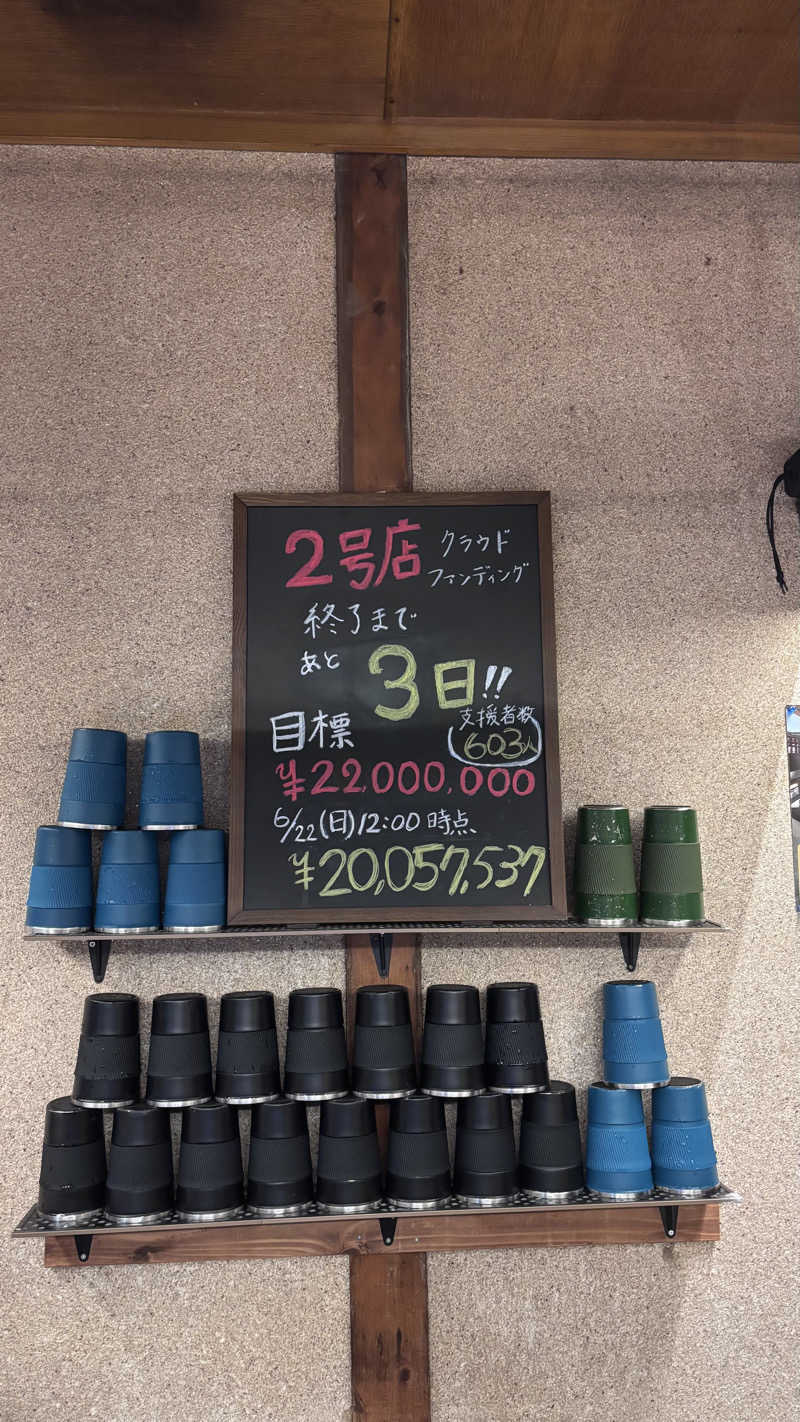 2号店 クラウド
ファンディング
終了まで
あと 3日!!
目標
支援者数
603人
¥22,000,000
6/22(日)12:00 時点
¥20,057,537